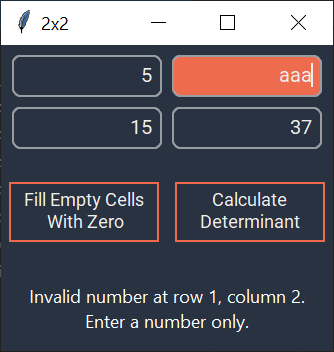 2x2
5 aaa
15 37
Fill Empty Cells
With Zero
Calculate
Determinant
Invalid number at row 1, column 2.
Enter a number only.